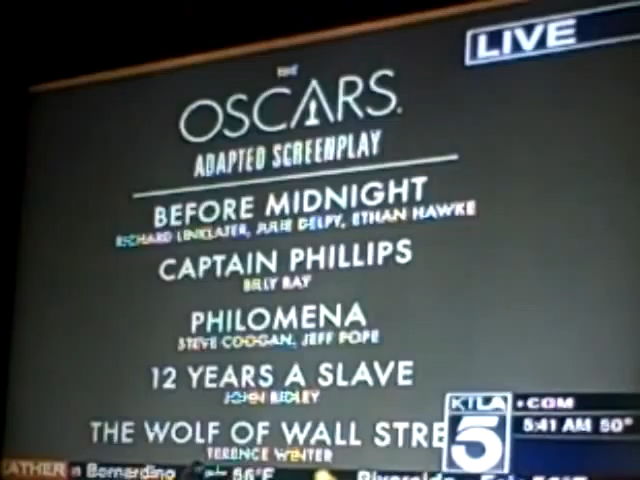 LIVE
THE
OSCARS.
ADAPTED SCREENPLAY
BEFORE MIDNIGHT
RICHARD LINKLATER, JULIE DELPY, ETHAN HAWKE
CAPTAIN PHILLIPS
BILLY RAY
PHILOMENA
STEVE COOGAN, JEFF POPE
12 YEARS A SLAVE
JOHN RIDLEY
THE WOLF OF WALL STRE
TERENCE WINTER
KTLA .COM
5 5:41 AM 50°
EATHER n Bernardino 56°F Riverside